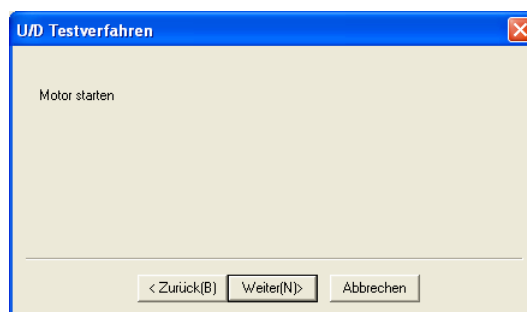 U/D Testverfahren
Motor starten
< Zurück(B) Weiter(N)> Abbrechen